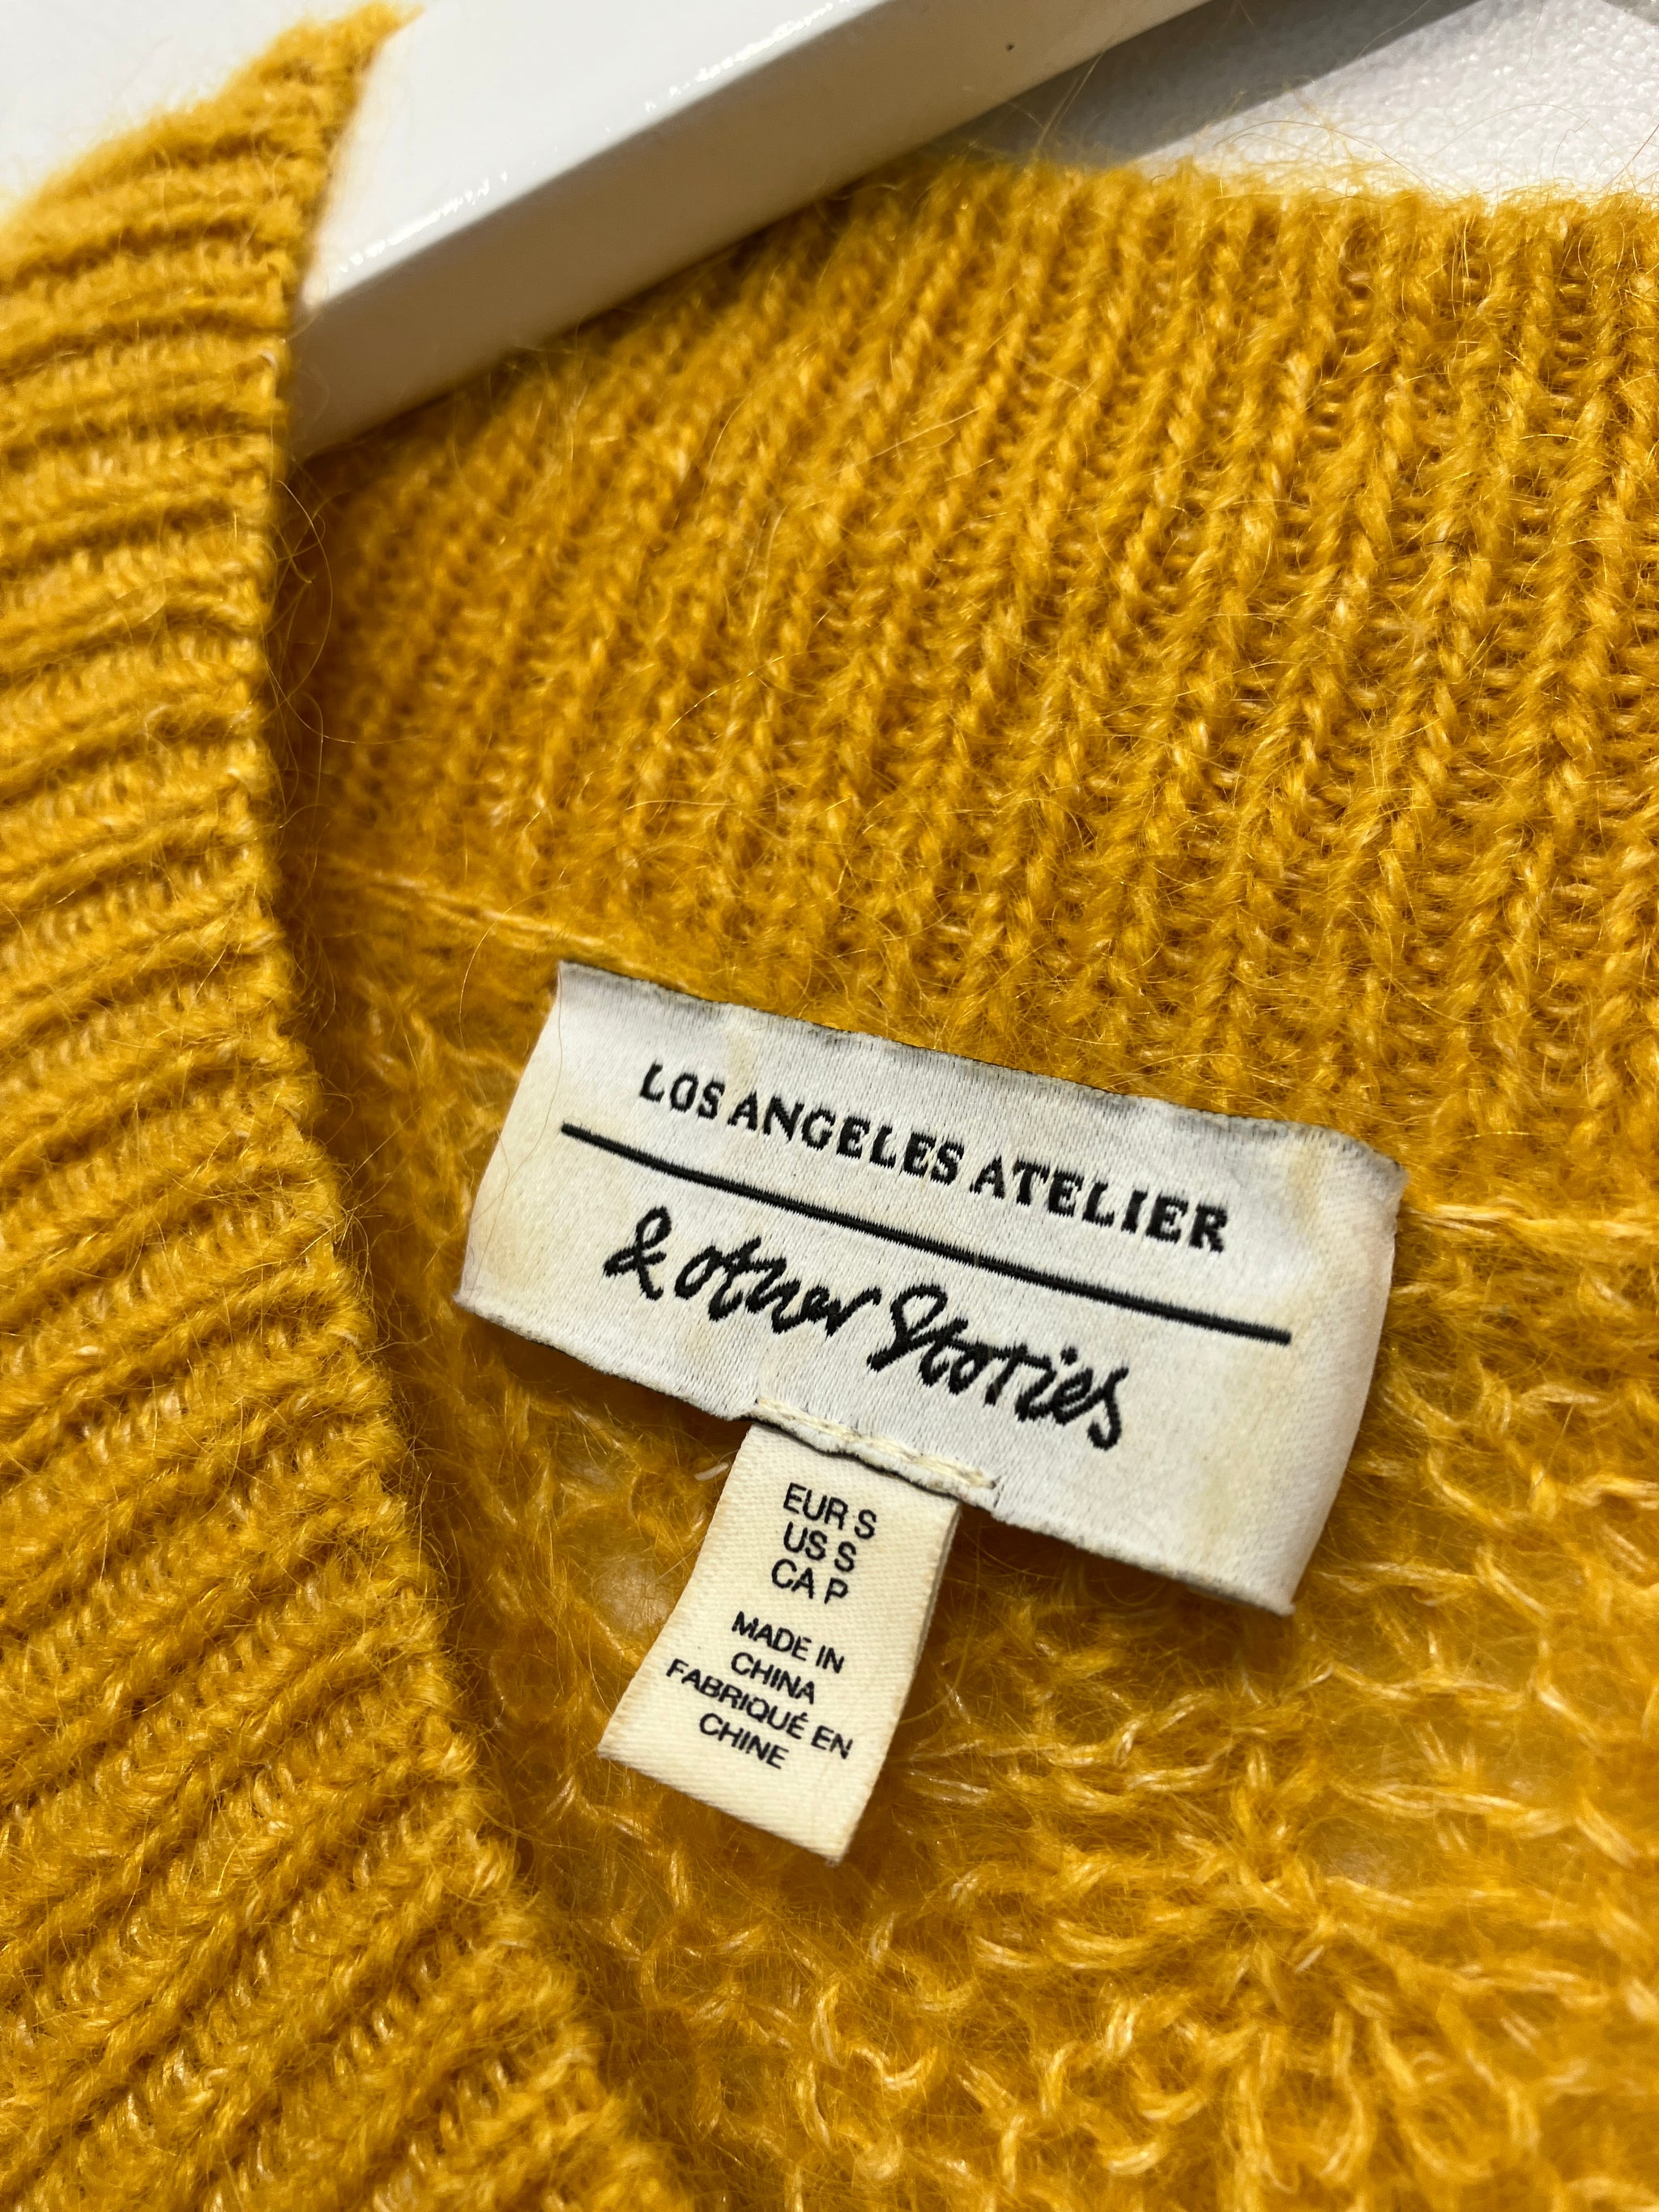 LOS ANGELES ATELIER
& other Stories
EUR S
US S
CA P
MADE IN
CHINA
FABRIQUÉ EN
CHINE